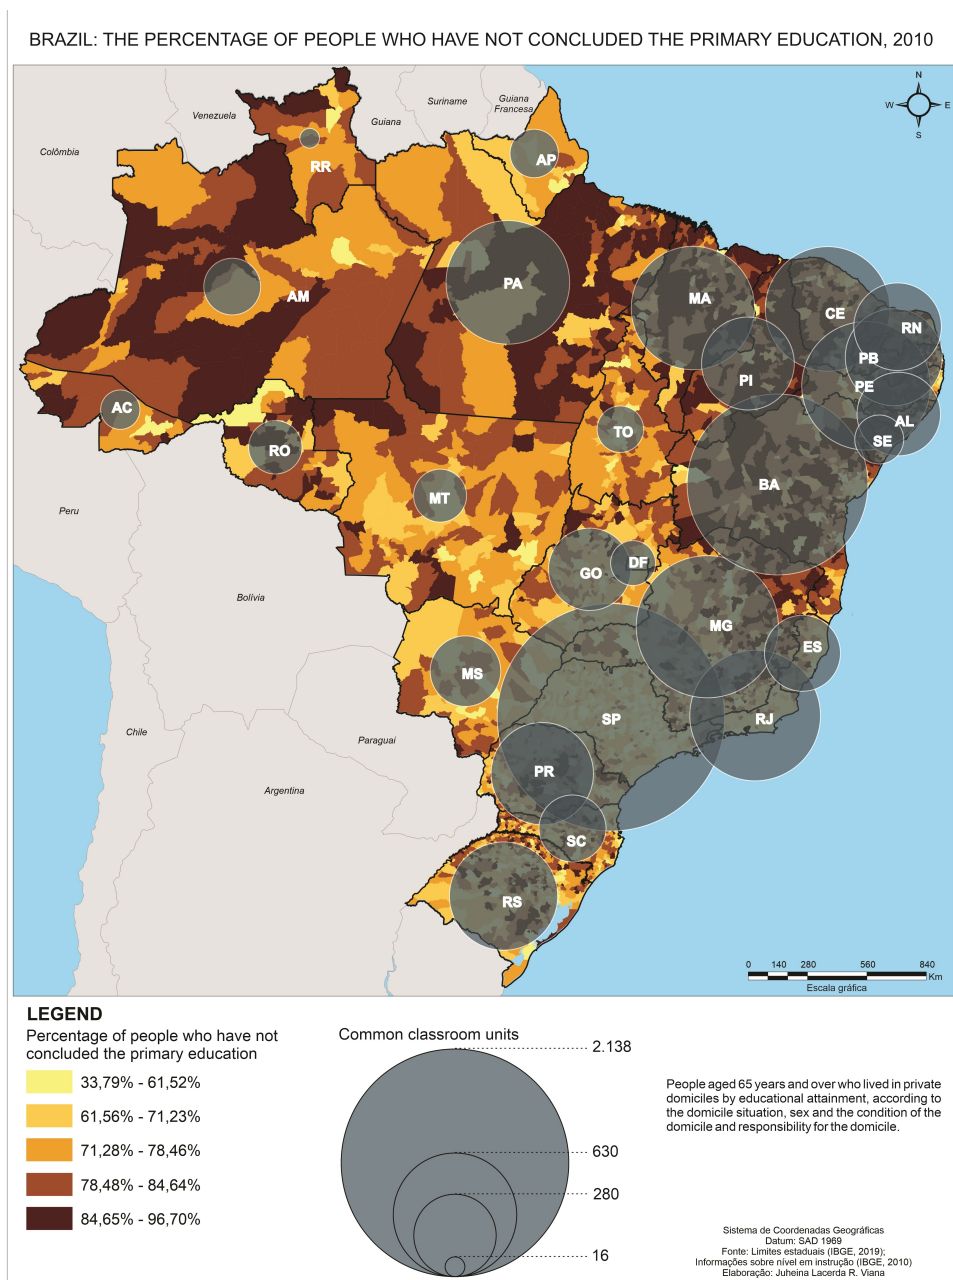 BRAZIL: THE PERCENTAGE OF PEOPLE WHO HAVE NOT CONCLUDED THE PRIMARY EDUCATION, 2010
N
W
E
S
Colômbia
Venezuela
Guiana
Suriname
Guiana
Francesa
RR
AP
AM
PA
MA
CE
RN
PB
PE
PI
AL
SE
AC
RO
TO
MT
BA
GO
DF
MG
ES
MS
SP
RJ
PR
SC
RS
Peru
Bolívia
Chile
Paraguai
Argentina
0 140 280 560 840
Km
Escala gráfica
LEGEND
Percentage of people who have not
concluded the primary education
33,79% - 61,52%
61,56% - 71,23%
71,28% - 78,46%
78,48% - 84,64%
84,65% - 96,70%
Common classroom units
2.138
630
280
16
People aged 65 years and over who lived in private
domiciles by educational attainment, according to
the domicile situation, sex and the condition of the
domicile and responsibility for the domicile.
Sistema de Coordenadas Geográficas
Datum: SAD 1969
Fonte: Limites estaduais (IBGE, 2019);
Informações sobre nível em instrução (IBGE, 2010)
Elaboração: Juheina Lacerda R. Viana